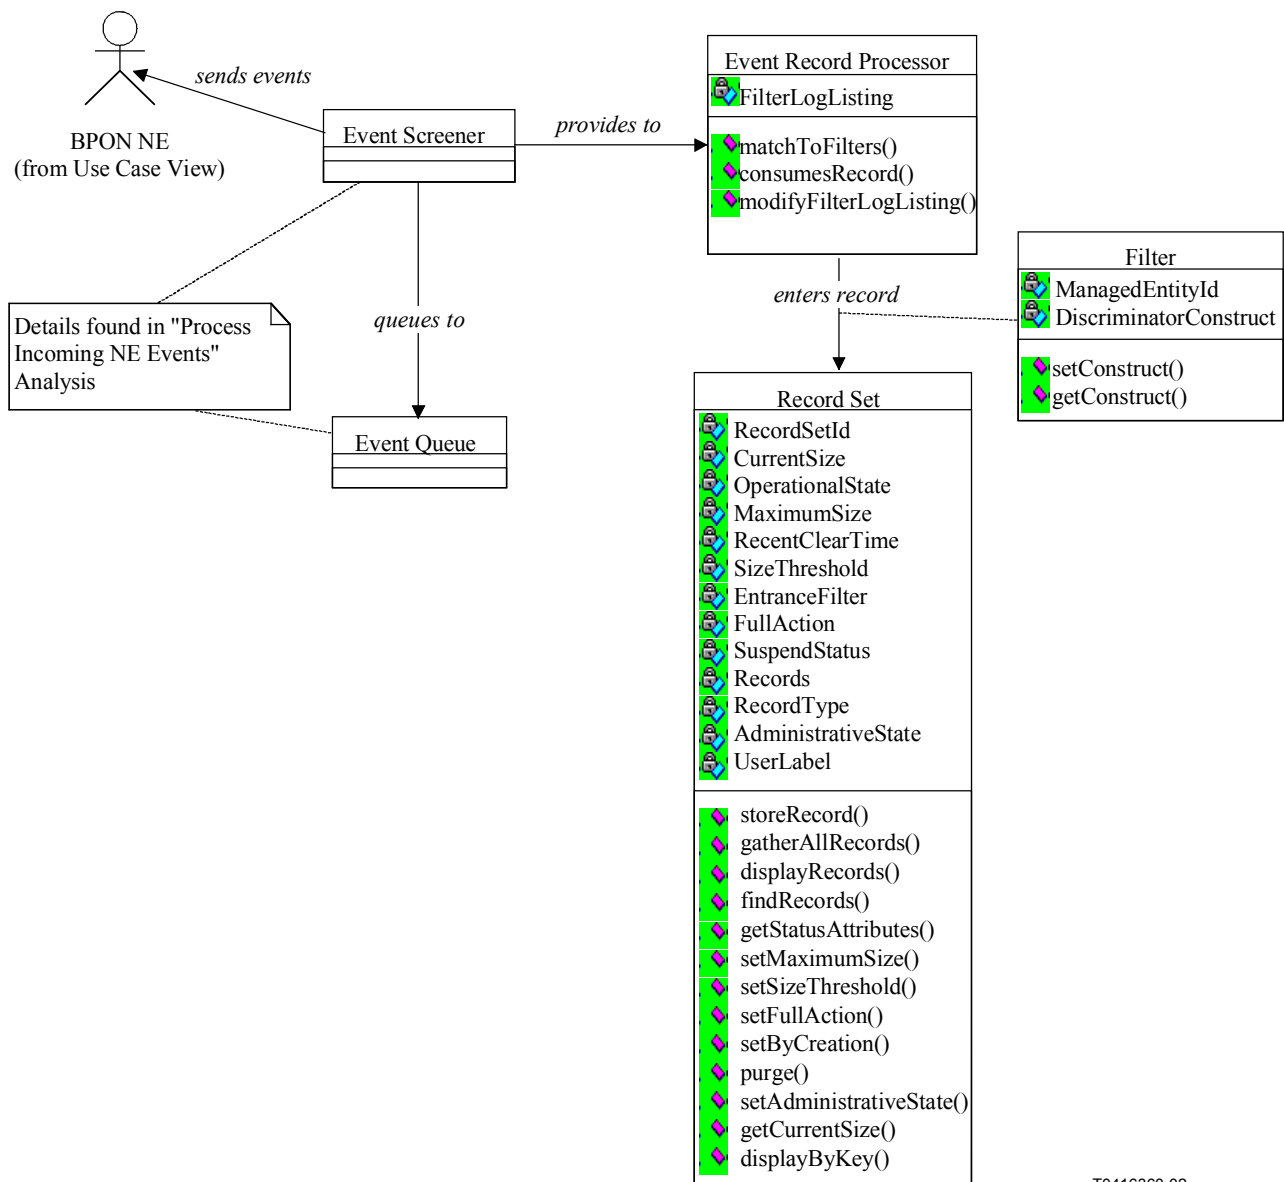 sends events
BPON NE
(from Use Case View)
Event Screener
provides to
Event Record Processor
FilterLogListing
matchToFilters()
consumesRecord()
modifyFilterLogListing()
Details found in "Process
Incoming NE Events"
Analysis
queues to
Event Queue
enters record
Filter
ManagedEntityId
DiscriminatorConstruct
setConstruct()
getConstruct()
Record Set
RecordSetId
CurrentSize
OperationalState
MaximumSize
RecentClearTime
SizeThreshold
EntranceFilter
FullAction
SuspendStatus
Records
RecordType
AdministrativeState
UserLabel
storeRecord()
gatherAllRecords()
displayRecords()
findRecords()
getStatusAttributes()
setMaximumSize()
setSizeThreshold()
setFullAction()
setByCreation()
purge()
setAdministrativeState()
getCurrentSize()
displayByKey()